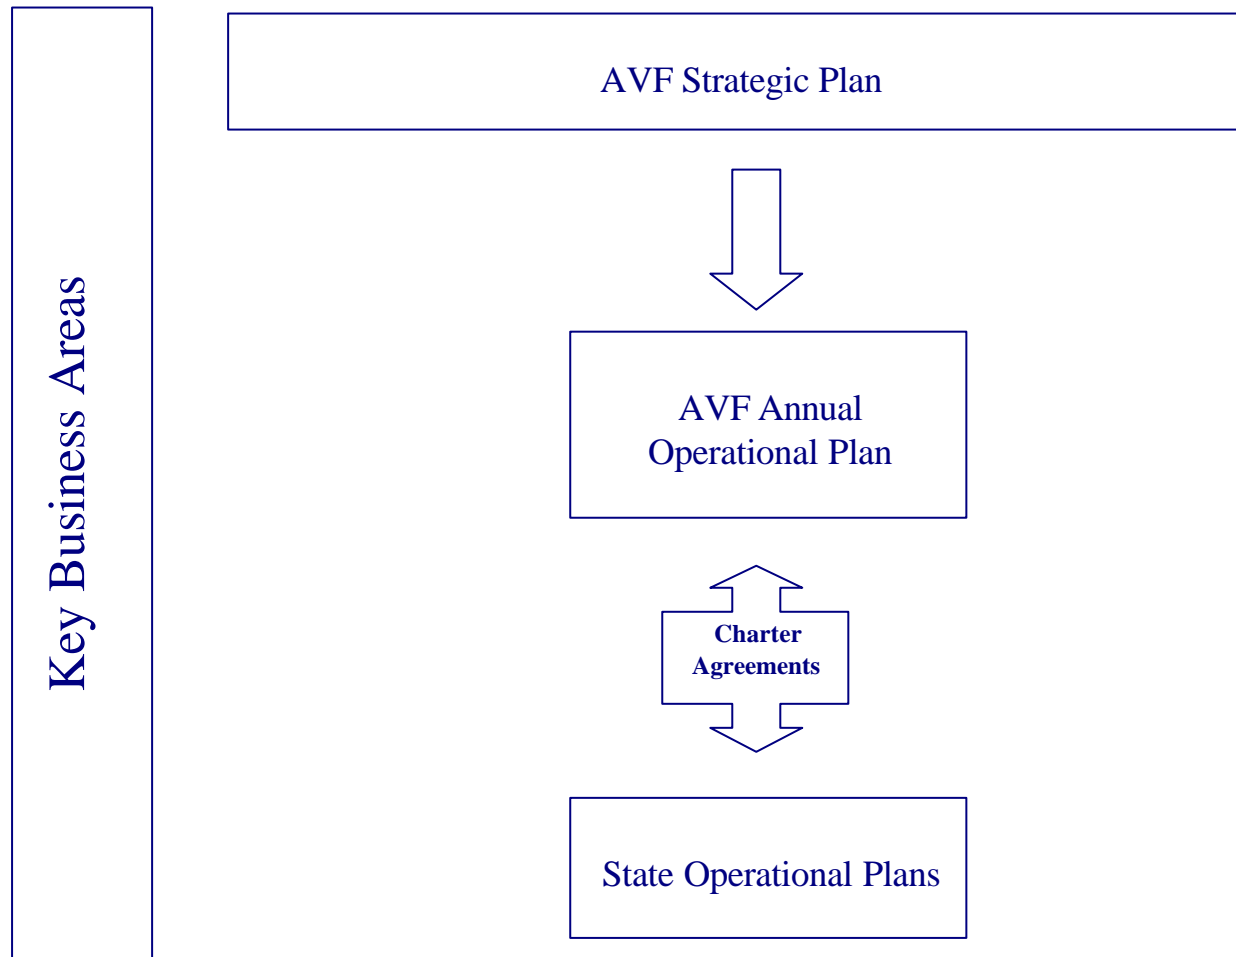 Key Business Areas
AVF Strategic Plan
AVF Annual
Operational Plan
Charter
Agreements
State Operational Plans